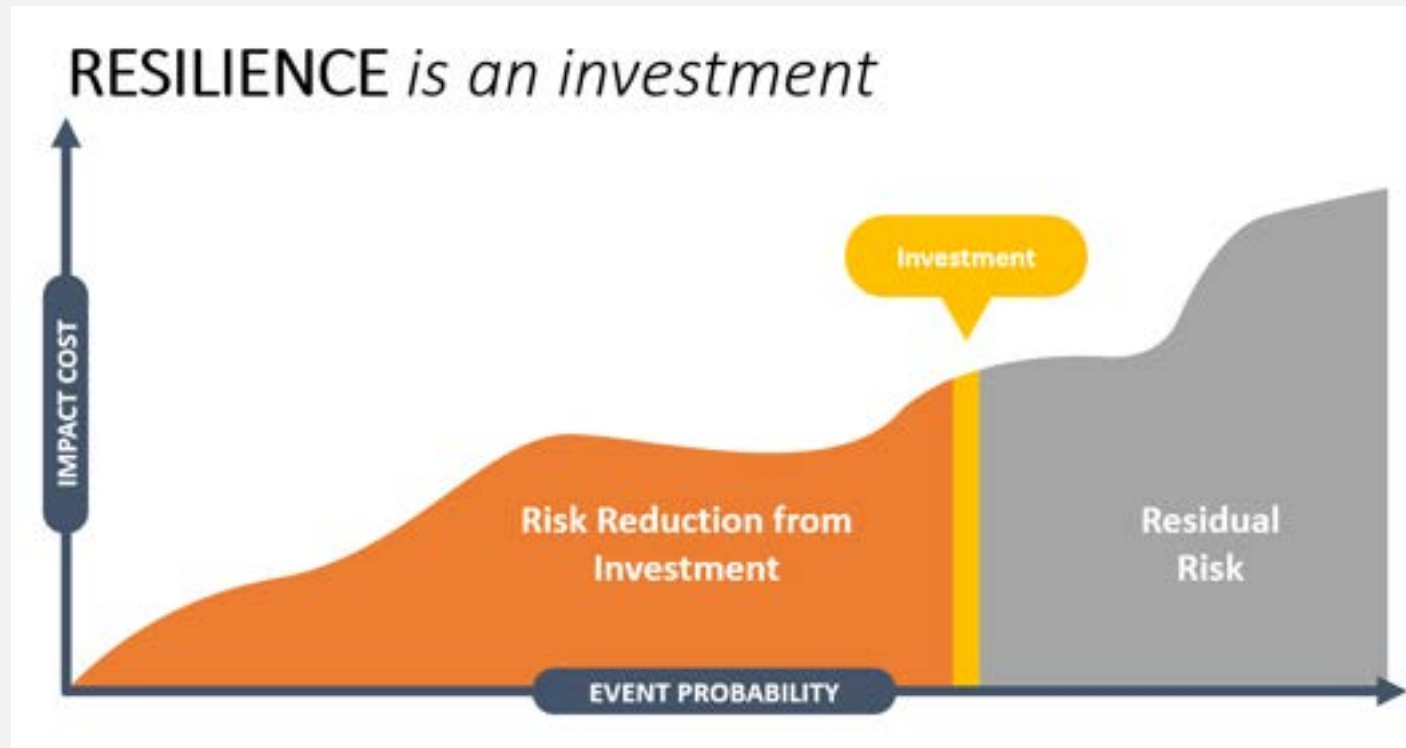 RESILIENCE is an investment
Investment
IMPACT COST
Risk Reduction from
Investment
Residual
Risk
EVENT PROBABILITY